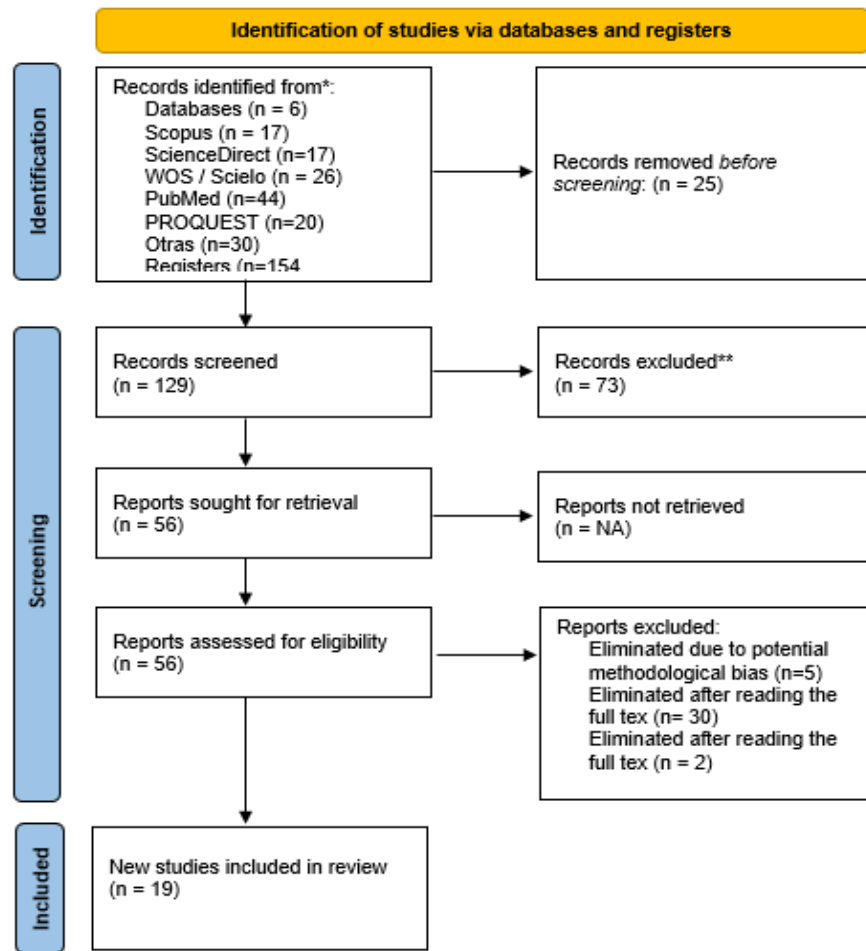 Identification of studies via databases and registers
Identification
Records identified from*:
Databases (n = 6)
Scopus (n = 17)
ScienceDirect (n=17)
WOS / Scielo (n = 26)
PubMed (n=44)
PROQUEST (n=20)
Otras (n=30)
Registers (n=154
Records removed before
screening: (n = 25)
Screening
Records screened
(n = 129)
Records excluded**
(n = 73)
Reports sought for retrieval
(n = 56)
Reports not retrieved
(n = NA)
Reports assessed for eligibility
(n = 56)
Reports excluded:
Eliminated due to potential
methodological bias (n=5)
Eliminated after reading the
full tex (n= 30)
Eliminated after reading the
full tex (n = 2)
Included
New studies included in review
(n = 19)